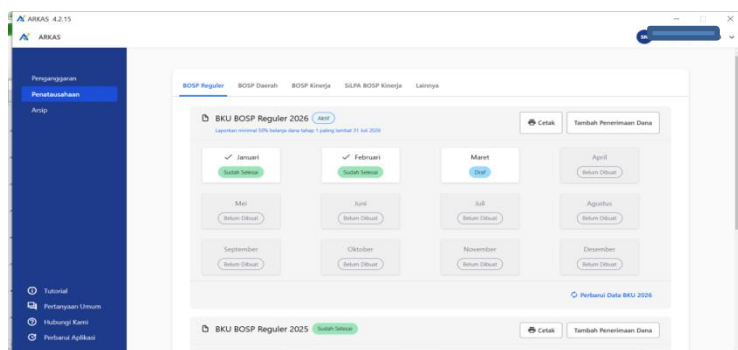 ARKAS 4.2.15
ARKAS
Penganggaran
Penatausahaan
Arsip
BOSP Reguler BOSP Daerah BOSP Kinerja SiLPA BOSP Kinerja Lainnya
BKU BOSP Reguler 2026 Aktif
Laporkan minimal 50% belanja dana tahap 1 paling lambat 31 Juli 2026
Cetak Tambah Penerimaan Dana
Januari Februari Maret April
Sudah Selesai Sudah Selesai Draf Belum Dibuat
Mei Juni Juli Agustus
Belum Dibuat Belum Dibuat Belum Dibuat Belum Dibuat
September Oktober November Desember
Belum Dibuat Belum Dibuat Belum Dibuat Belum Dibuat
Perbarui Data BKU 2026
BKU BOSP Reguler 2025 Sudah Selesai
Cetak Tambah Penerimaan Dana
Tutorial
Pertanyaan Umum
Hubungi Kami
Perbarui Aplikasi